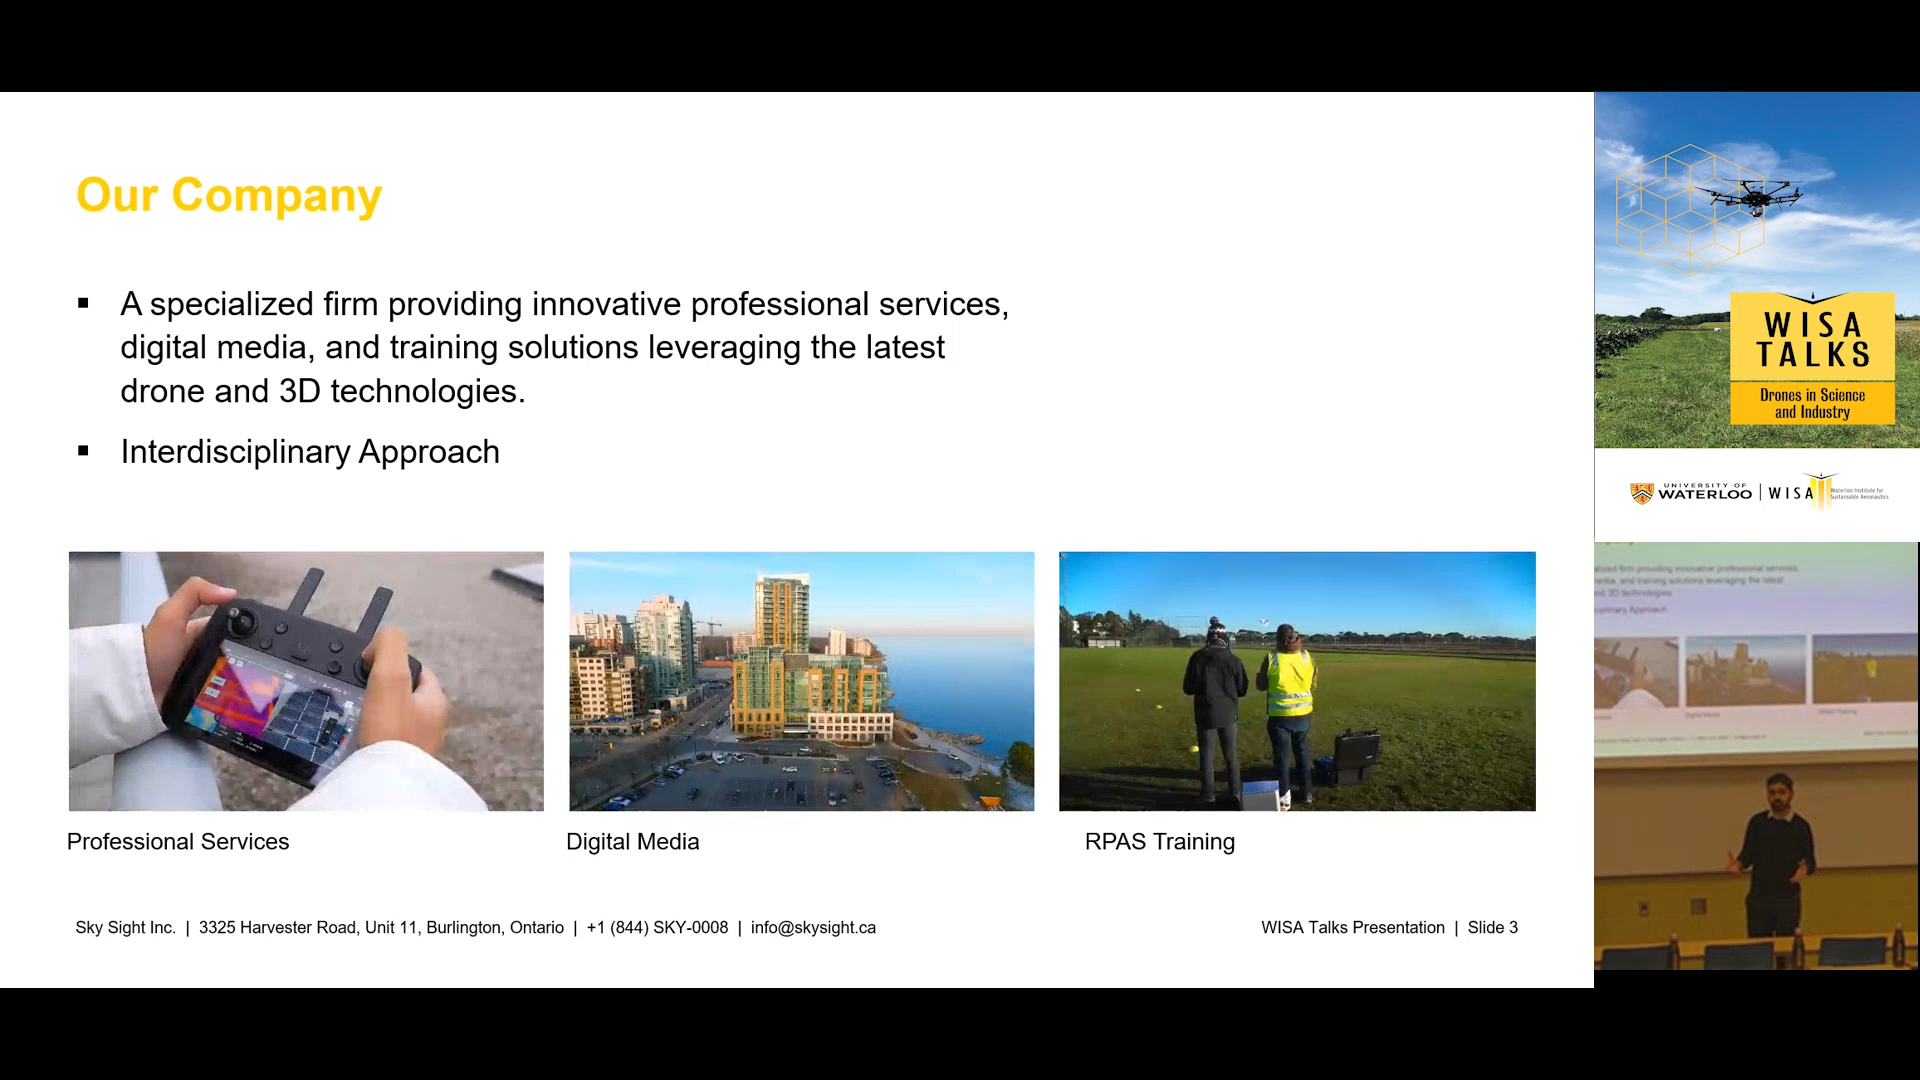 Our Company
▪ A specialized firm providing innovative professional services,
digital media, and training solutions leveraging the latest
drone and 3D technologies.
▪ Interdisciplinary Approach
Professional Services
Digital Media
RPAS Training
Sky Sight Inc. | 3325 Harvester Road, Unit 11, Burlington, Ontario | +1 (844) SKY-0008 | info@skysight.ca
WISA Talks Presentation | Slide 3
WISA
TALKS
Drones in Science
and Industry
UNIVERSITY OF
WATERLOO
WISA
Waterloo Institute for
Sustainable Aeronautics